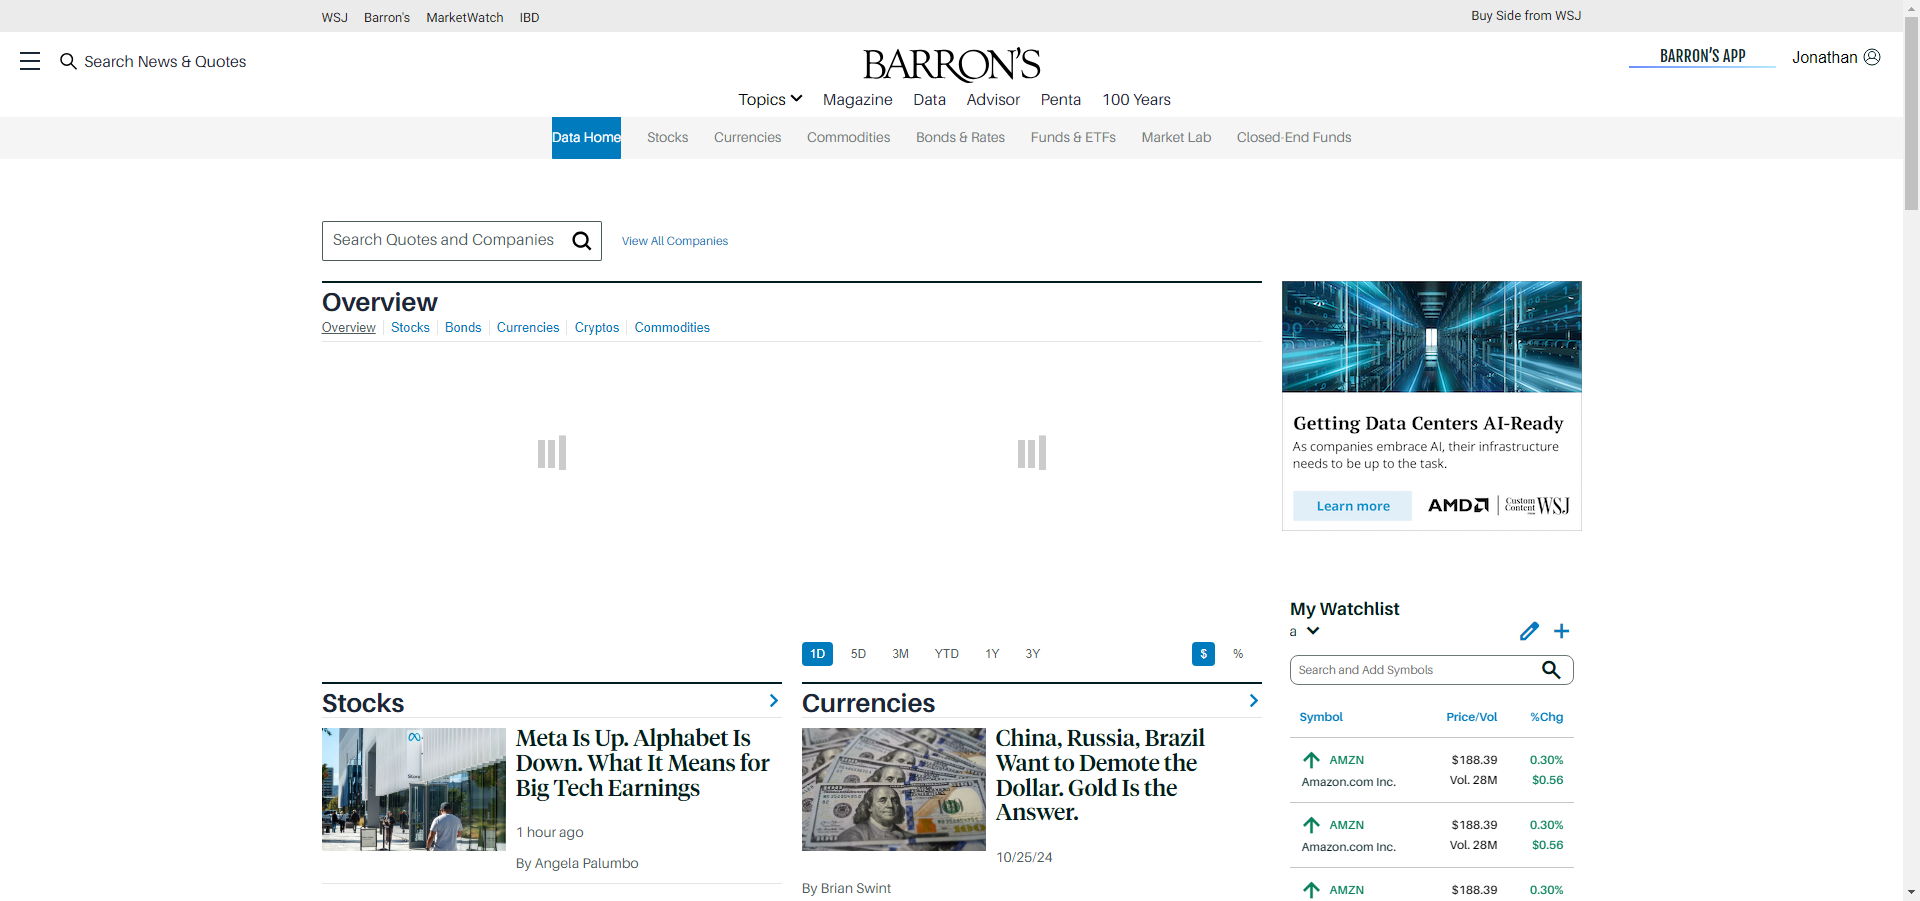 WSJ Barron's MarketWatch IBD
Buy Side from WSJ
Search News & Quotes
BARRON'S
BARRON'S APP
Jonathan
Topics Magazine Data Advisor Penta 100 Years
Data Home Stocks Currencies Commodities Bonds & Rates Funds & ETFs Market Lab Closed-End Funds
Search Quotes and Companies
View All Companies
Overview
Overview Stocks Bonds Currencies Cryptos Commodities
1D 5D 3M YTD 1Y 3Y $ %
Stocks
Meta Is Up. Alphabet Is
Down. What It Means for
Big Tech Earnings
1 hour ago
By Angela Palumbo
Currencies
China, Russia, Brazil
Want to Demote the
Dollar. Gold Is the
Answer.
10/25/24
By Brian Swint
Getting Data Centers AI-Ready
As companies embrace AI, their infrastructure
needs to be up to the task.
Learn more
AMD
Custom
Content
WSJ
My Watchlist
a
Search and Add Symbols
Symbol Price/Vol %Chg
AMZN $188.39 0.30%
Amazon.com Inc. Vol. 28M $0.56
AMZN $188.39 0.30%
Amazon.com Inc. Vol. 28M $0.56
AMZN $188.39 0.30%